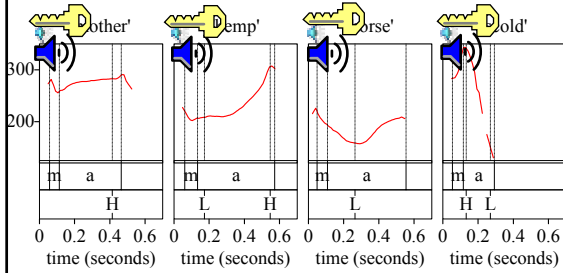 other' emp' orse' old'
300
200
m a m a m a m a
H L H L H L
0 0.2 0.4 0.6 0 0.2 0.4 0.6 0 0.2 0.4 0.6 0 0.2 0.4 0.6
time (seconds) time (seconds) time (seconds) time (seconds)